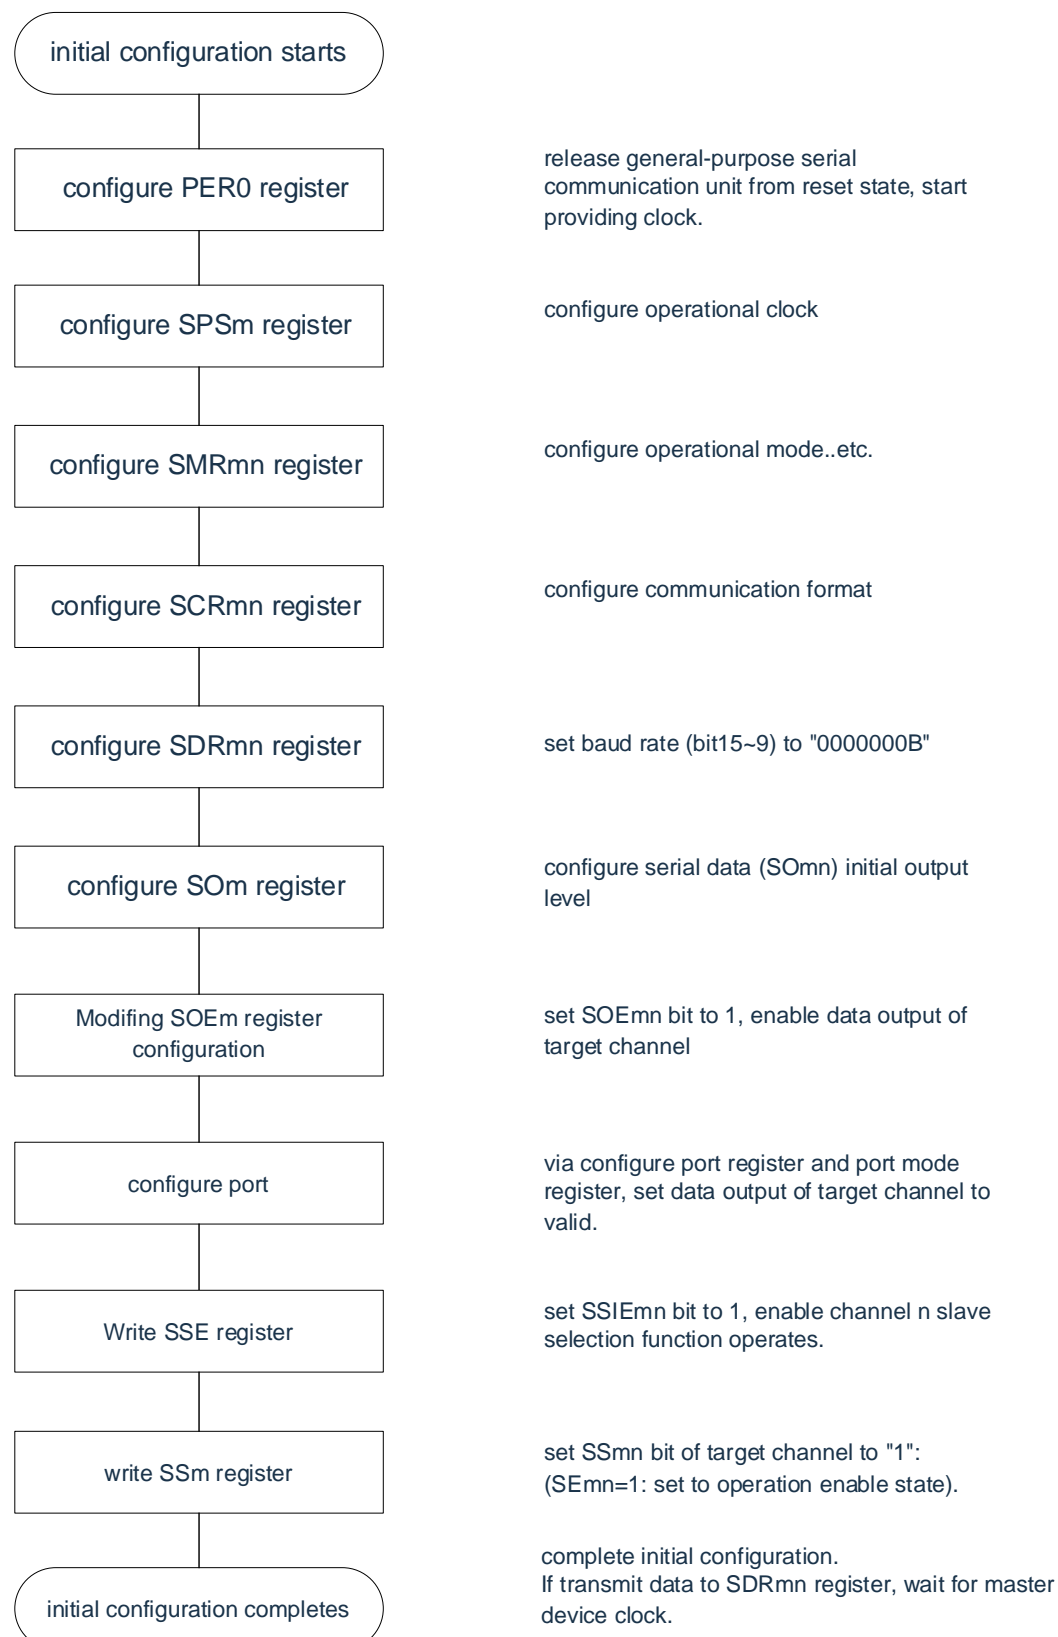 initial configuration starts
configure PER0 register
release general-purpose serial
communication unit from reset state, start
providing clock.
configure SPSm register
configure operational clock
configure SMRmn register
configure operational mode..etc.
configure SCRmn register
configure communication format
configure SDRmn register
set baud rate (bit15~9) to "0000000B"
configure SOm register
configure serial data (SOmn) initial output
level
Modifing SOEm register
configuration
set SOEmn bit to 1, enable data output of
target channel
configure port
via configure port register and port mode
register, set data output of target channel to
valid.
Write SSE register
set SSIEmn bit to 1, enable channel n slave
selection function operates.
write SSm register
set SSmn bit of target channel to "1":
(SEmn=1: set to operation enable state).
initial configuration completes
complete initial configuration.
If transmit data to SDRmn register, wait for master
device clock.